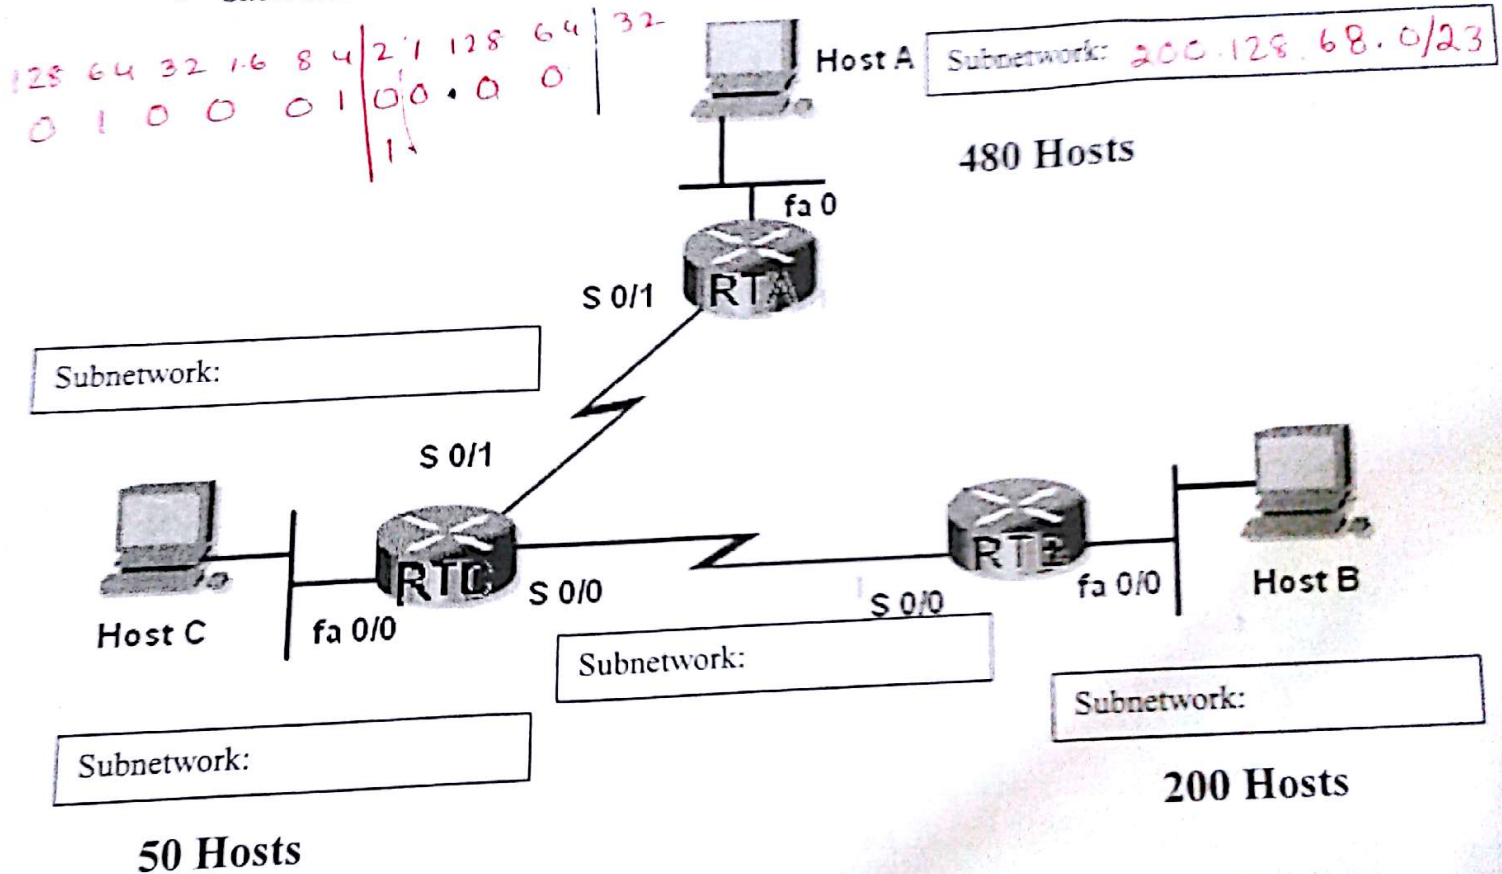 128 64 32 16 8 4 2 1 128 64 32
0 1 0 0 0 1 0 0 . 0 0
1
Host A
Subnetwork: 200.128.68.0/23
480 Hosts
fa 0
RTA
S 0/1
Subnetwork:
S 0/1
Host C
fa 0/0
S 0/0
S 0/0
fa 0/0
Host B
Subnetwork:
Subnetwork:
Subnetwork:
200 Hosts
50 Hosts